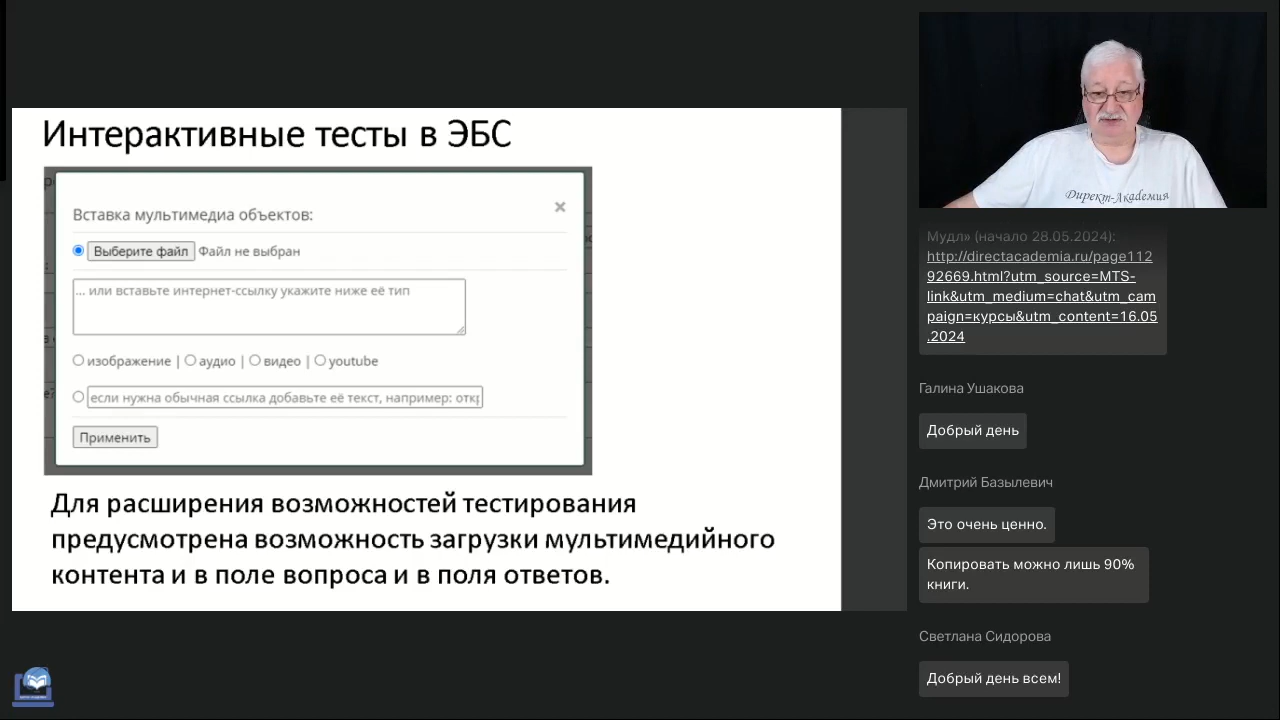 Интерактивные тесты в ЭБС
Вставка мультимедиа объектов:
×
Выберите файл Файл не выбран
... или вставьте интернет-ссылку укажите ниже её тип
изображение | аудио | видео | youtube
если нужна обычная ссылка добавьте её текст, например: откр
Применить
Для расширения возможностей тестирования
предусмотрена возможность загрузки мультимедийного
контента и в поле вопроса и в поля ответов.
Директ-Академия
Мудл» (начало 28.05.2024):
http://directacademia.ru/page112
92669.html?utm_source=MTS-
link&utm_medium=chat&utm_cam
paign=курсы&utm_content=16.05
.2024
Галина Ушакова
Добрый день
Дмитрий Базылевич
Это очень ценно.
Копировать можно лишь 90%
книги.
Светлана Сидорова
Добрый день всем!